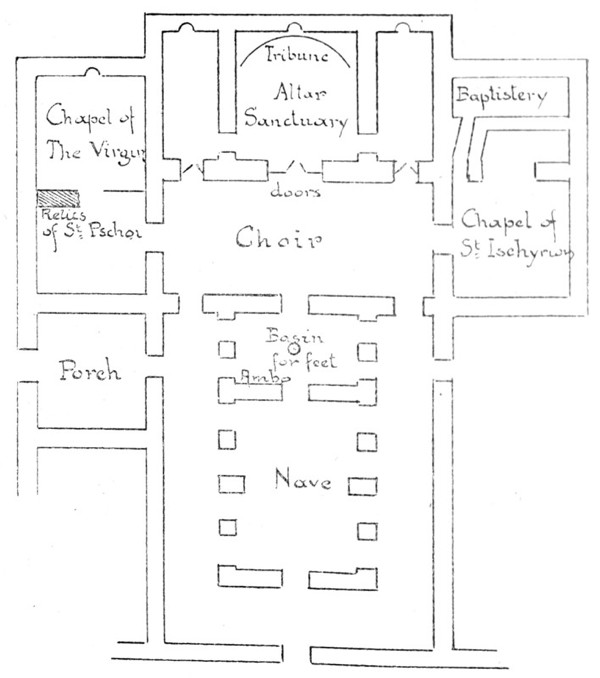 Tribune
Altar
Sanctuary
Baptistery
Chapel of
The Virgin
doors
Relics
of St. Pschoi
Choir
Chapel of
St. Ischyrion
Basin
for feet
Ambo
Porch
Nave